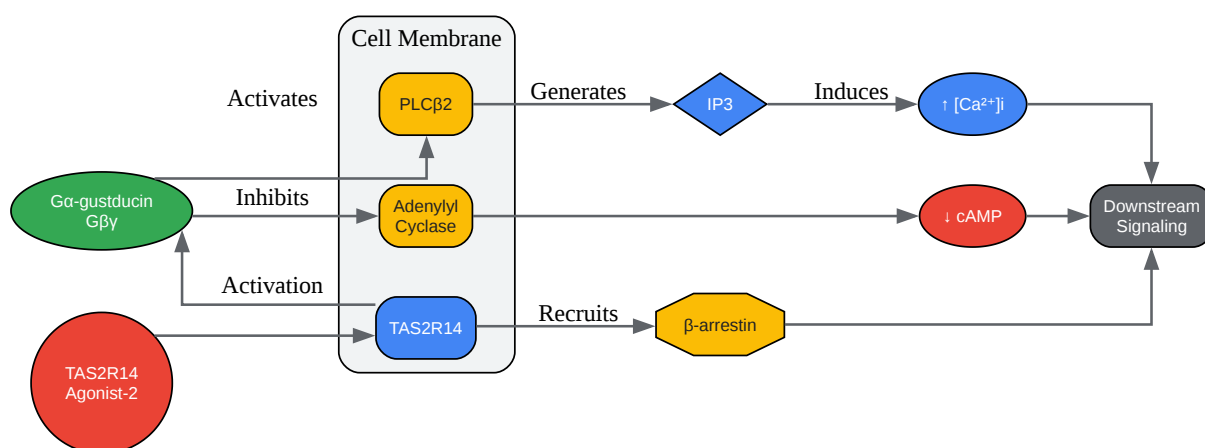 Cell Membrane
Activates
PLCβ2
Generates
IP3
Induces
↑ [Ca²⁺]i
Gα-gustducin
Gβγ
Inhibits
Adenylyl
Cyclase
↓ cAMP
Downstream
Signaling
Activation
TAS2R14
Recruits
β-arrestin
TAS2R14
Agonist-2